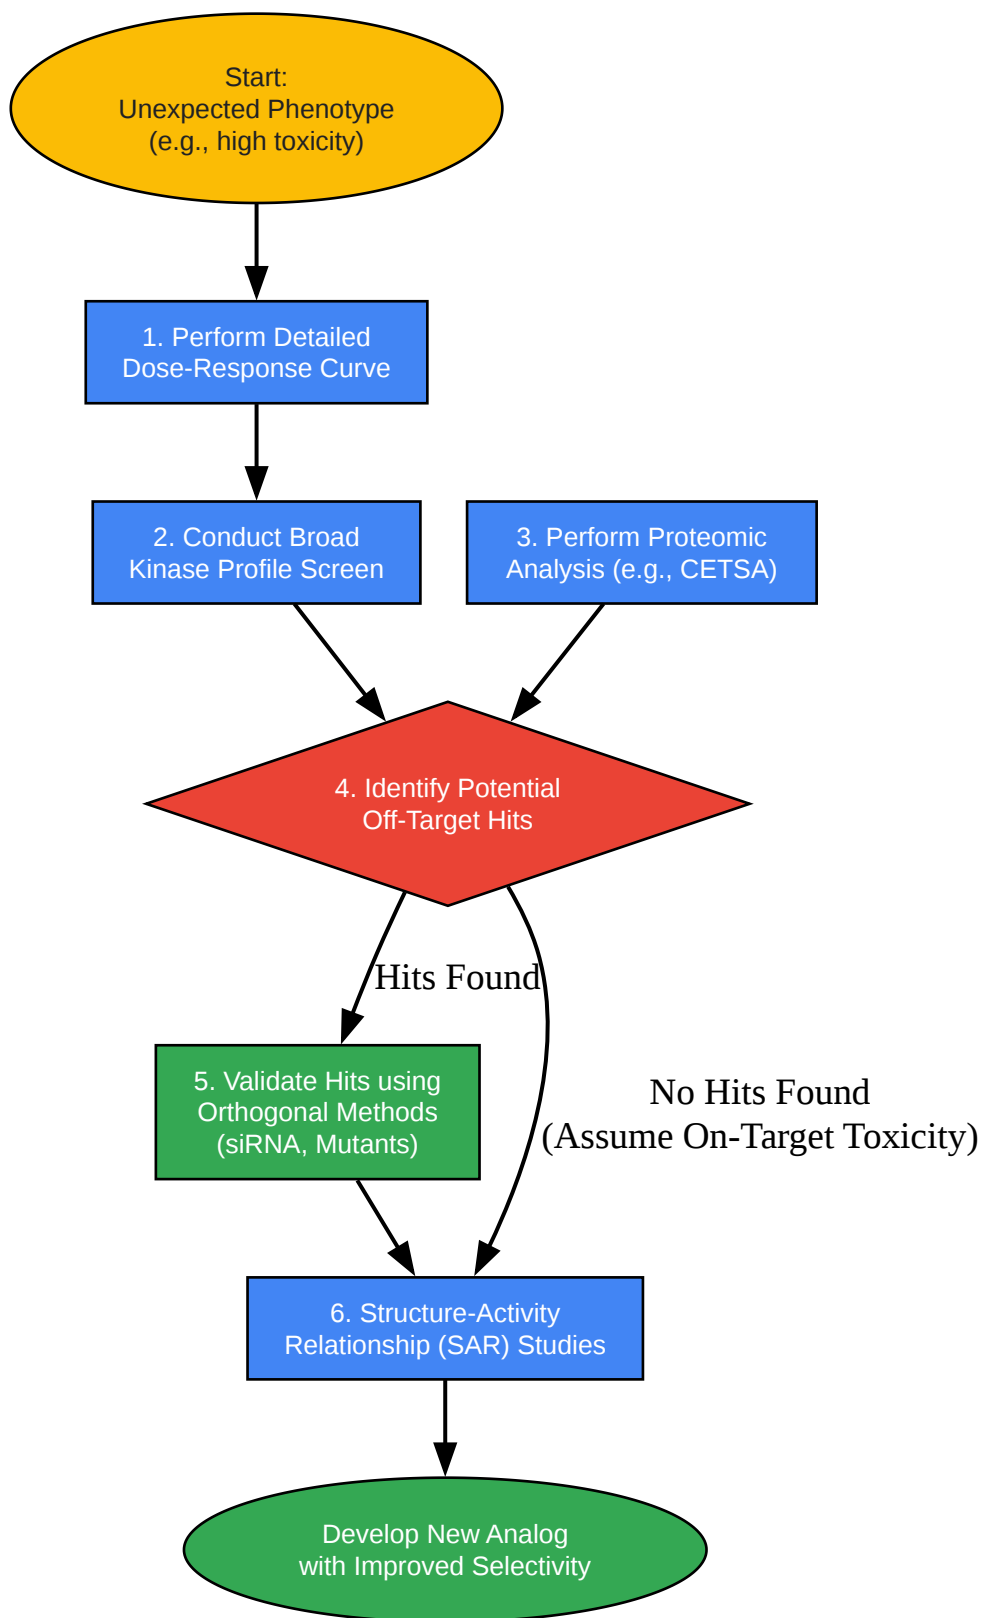 Start:
Unexpected Phenotype
(e.g., high toxicity)
1. Perform Detailed
Dose-Response Curve
2. Conduct Broad
Kinase Profile Screen
3. Perform Proteomic
Analysis (e.g., CETSA)
4. Identify Potential
Off-Target Hits
Hits Found
5. Validate Hits using
Orthogonal Methods
(siRNA, Mutants)
No Hits Found
(Assume On-Target Toxicity)
6. Structure-Activity
Relationship (SAR) Studies
Develop New Analog
with Improved Selectivity